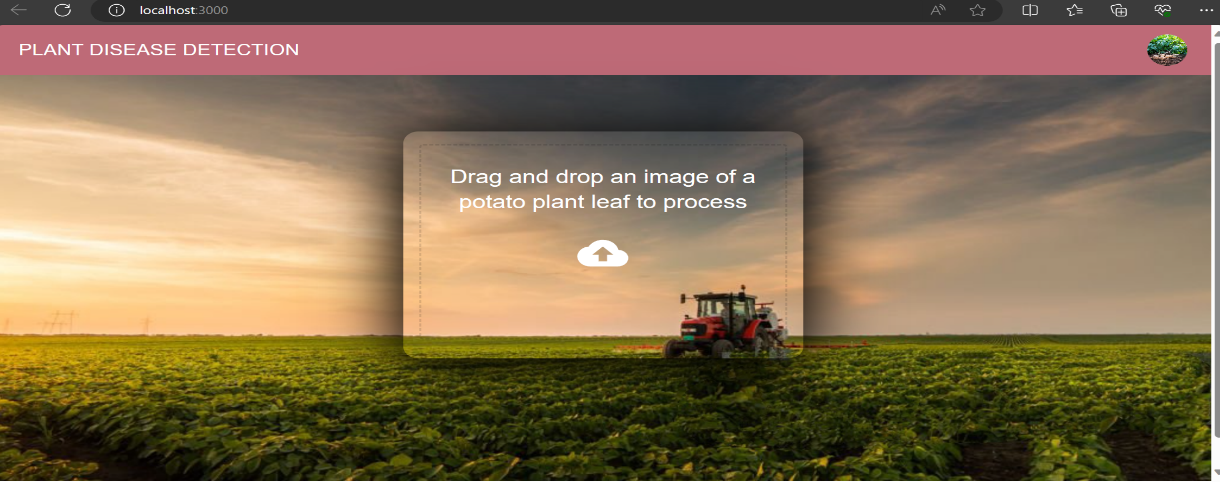 localhost:3000
PLANT DISEASE DETECTION
Drag and drop an image of a
potato plant leaf to process